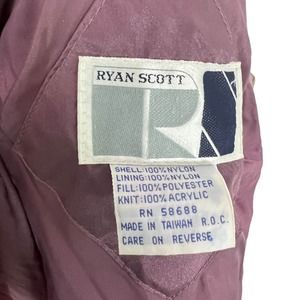 RYAN SCOTT
R
SHELL:100%NYLON
LINING:100%NYLON
FILL:100%POLYESTER
KNIT:100%ACRYLIC
RN 58688
MADE IN TAIWAN R.O.C.
CARE ON REVERSE